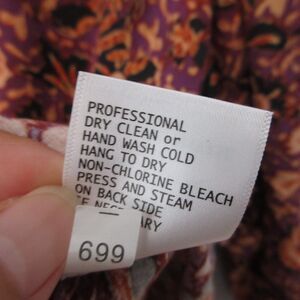 PROFESSIONAL
DRY CLEAN or
HAND WASH COLD
HANG TO DRY
NON-CHLORINE BLEACH
PRESS AND STEAM
ON BACK SIDE
699